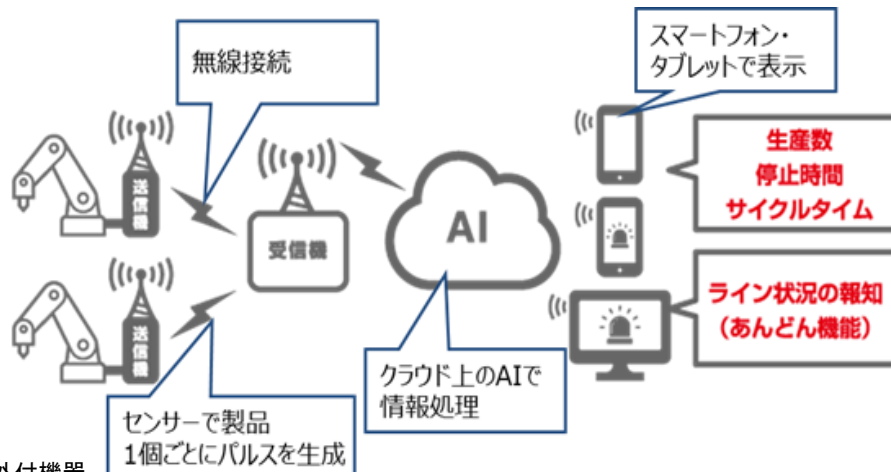 無線接続
スマートフォン・
タブレットで表示
送信機
受信機
AI
生産数
停止時間
サイクルタイム
送信機
ライン状況の報知
(あんどん機能)
クラウド上のAIで
情報処理
センサーで製品
1個ごとにパルスを生成
付機器